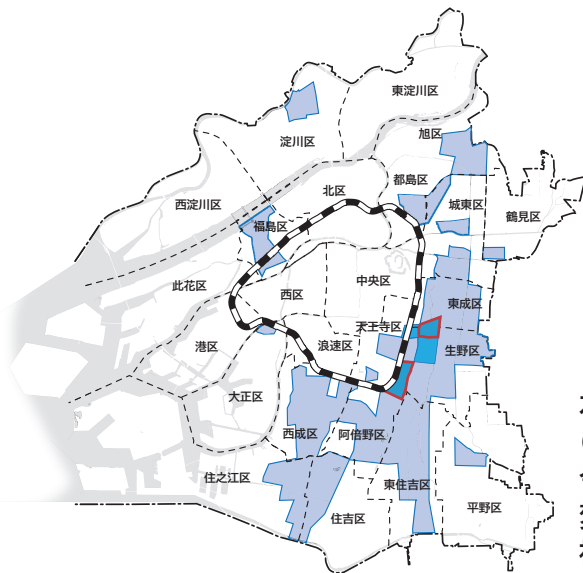 東淀川区
旭区
淀川区
都島区
北区
西淀川区
城東区
鶴見区
福島区
中央区
此花区
西区
東成区
天王寺区
港区
浪速区
生野区
大正区
西成区
阿倍野区
住之江区
東住吉区
住吉区
平野区